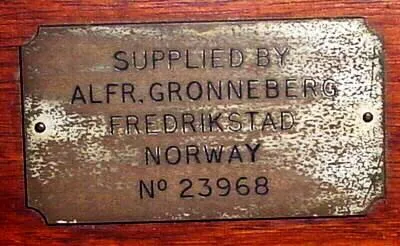 SUPPLIED BY
ALFR. GRONNEBERG
FREDRIKSTAD
NORWAY
No 23968